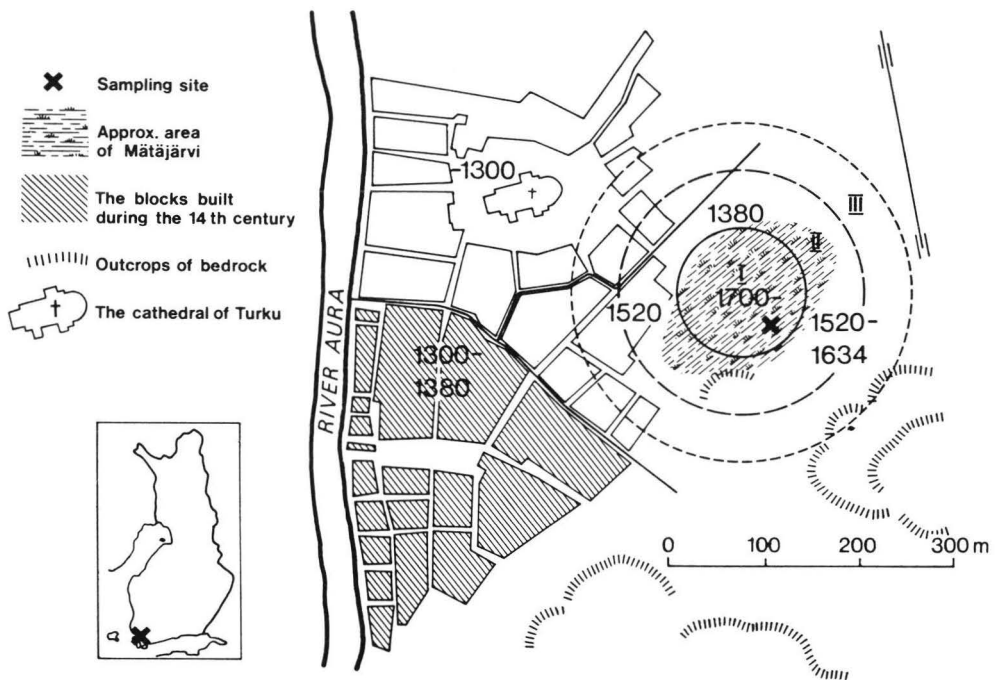 Sampling site
Approx. area
of Mätäjärvi
The blocks built
during the 14 th century
Outcrops of bedrock
The cathedral of Turku
RIVER AURA
-1300
1300-
1380
1380
III
II
I
1700-
1520
1520-
1634
0 100 200 300 m